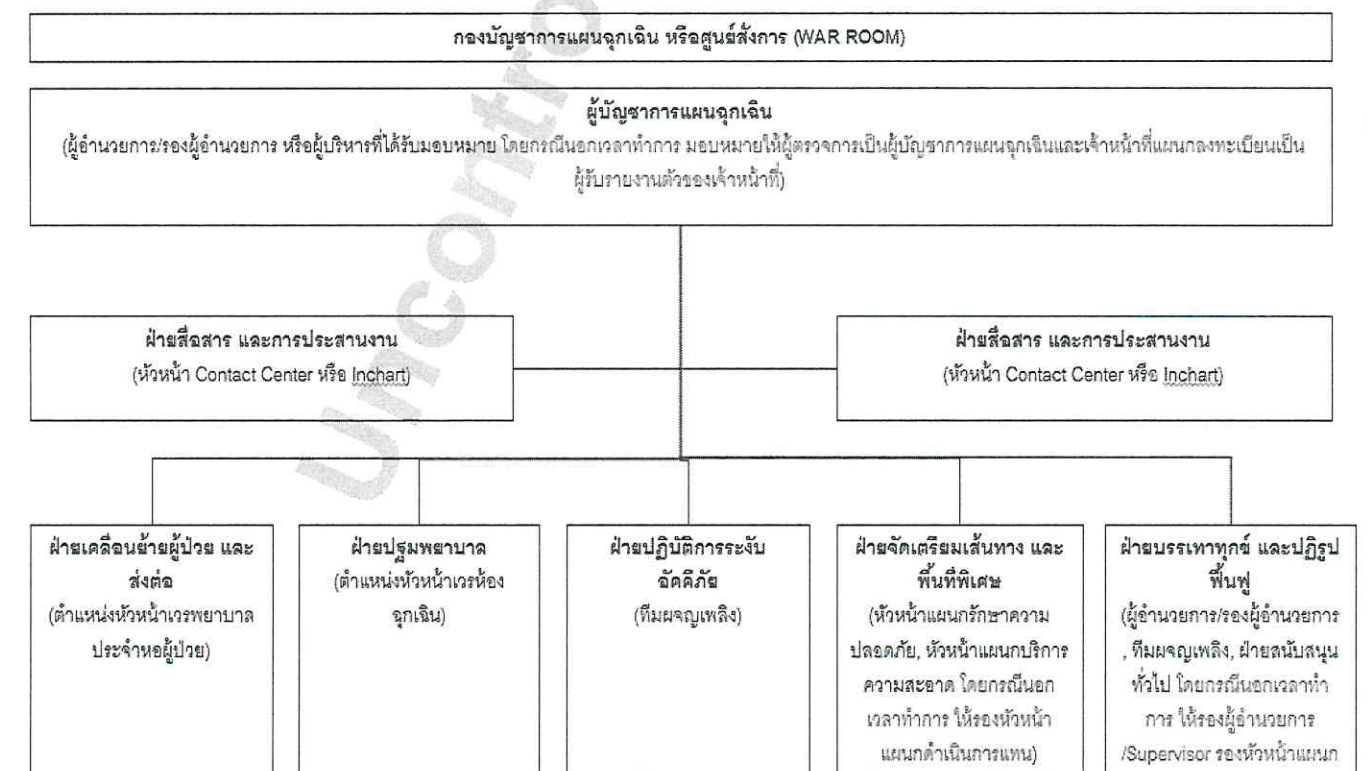 กองบัญชาการแผนฉุกเฉิน หรือศูนย์สั่งการ (WAR ROOM)
ผู้บัญชาการแผนฉุกเฉิน
(ผู้อำนวยการ/รองผู้อำนวยการ หรือผู้บริหารที่ได้รับมอบหมาย โดยกรณีนอกเวลาทำการ มอบหมายให้ผู้ตรวจการเป็นผู้บัญชาการแผนฉุกเฉินและเจ้าหน้าที่แผนกลงทะเบียนเป็น
ผู้รับรายงานตัวของเจ้าหน้าที่)
ฝ่ายสื่อสาร และการประสานงาน
(หัวหน้า Contact Center หรือ Inchart)
ฝ่ายสื่อสาร และการประสานงาน
(หัวหน้า Contact Center หรือ Inchart)
ฝ่ายเคลื่อนย้ายผู้ป่วย และ
ส่งต่อ
(ตำแหน่งหัวหน้าเวรพยาบาล
ประจำหอผู้ป่วย)
ฝ่ายปฐมพยาบาล
(ตำแหน่งหัวหน้าเวรห้อง
ฉุกเฉิน)
ฝ่ายปฏิบัติการระงับ
อัคคีภัย
(ทีมผจญเพลิง)
ฝ่ายจัดเตรียมเส้นทาง และ
พื้นที่พิเศษ
(หัวหน้าแผนกรักษาความ
ปลอดภัย, หัวหน้าแผนกบริการ
ความสะอาด โดยกรณีนอก
เวลาทำการ ให้รองหัวหน้า
แผนกดำเนินการแทน)
ฝ่ายบรรเทาทุกข์ และปฏิรูป
ฟื้นฟู
(ผู้อำนวยการ/รองผู้อำนวยการ
, ทีมผจญเพลิง, ฝ่ายสนับสนุน
ทั่วไป โดยกรณีนอกเวลาทำ
การ ให้รองผู้อำนวยการ
/Supervisor รองหัวหน้าแผนก
Uncontro